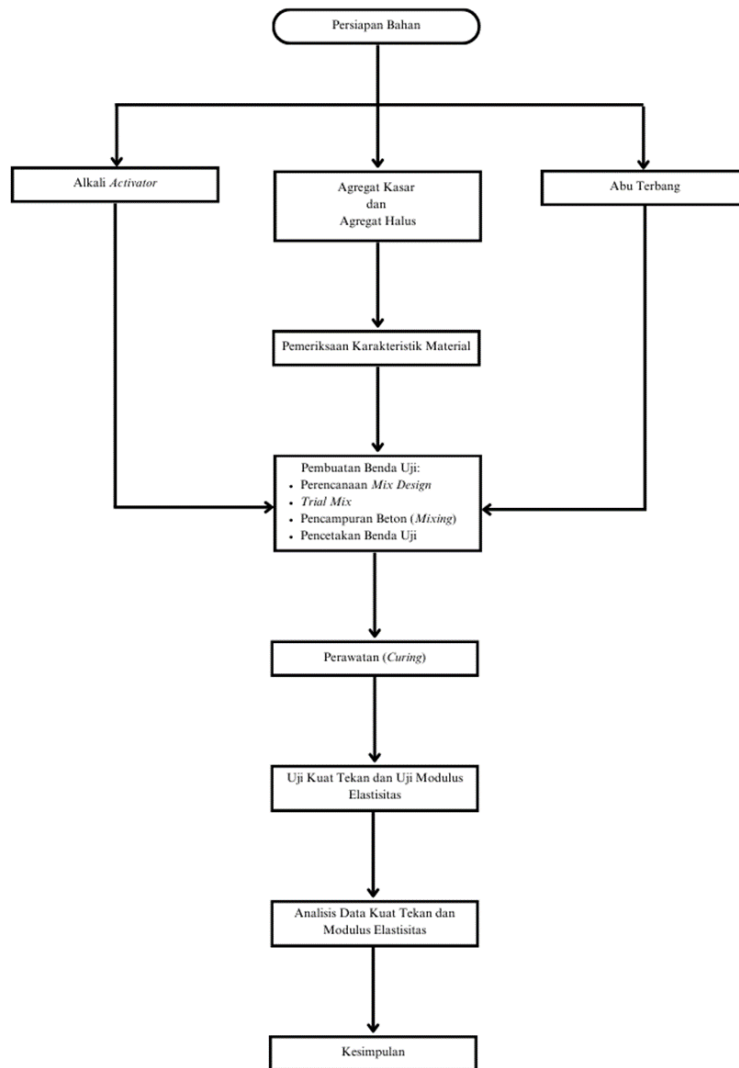 Persiapan Bahan
Alkali Activator
Agregat Kasar
dan
Agregat Halus
Abu Terbang
Pemeriksaan Karakteristik Material
Pembuatan Benda Uji:
• Perencanaan Mix Design
• Trial Mix
• Pencampuran Beton (Mixing)
• Pencetakan Benda Uji
Perawatan (Curing)
Uji Kuat Tekan dan Uji Modulus
Elastisitas
Analisis Data Kuat Tekan dan
Modulus Elastisitas
Kesimpulan